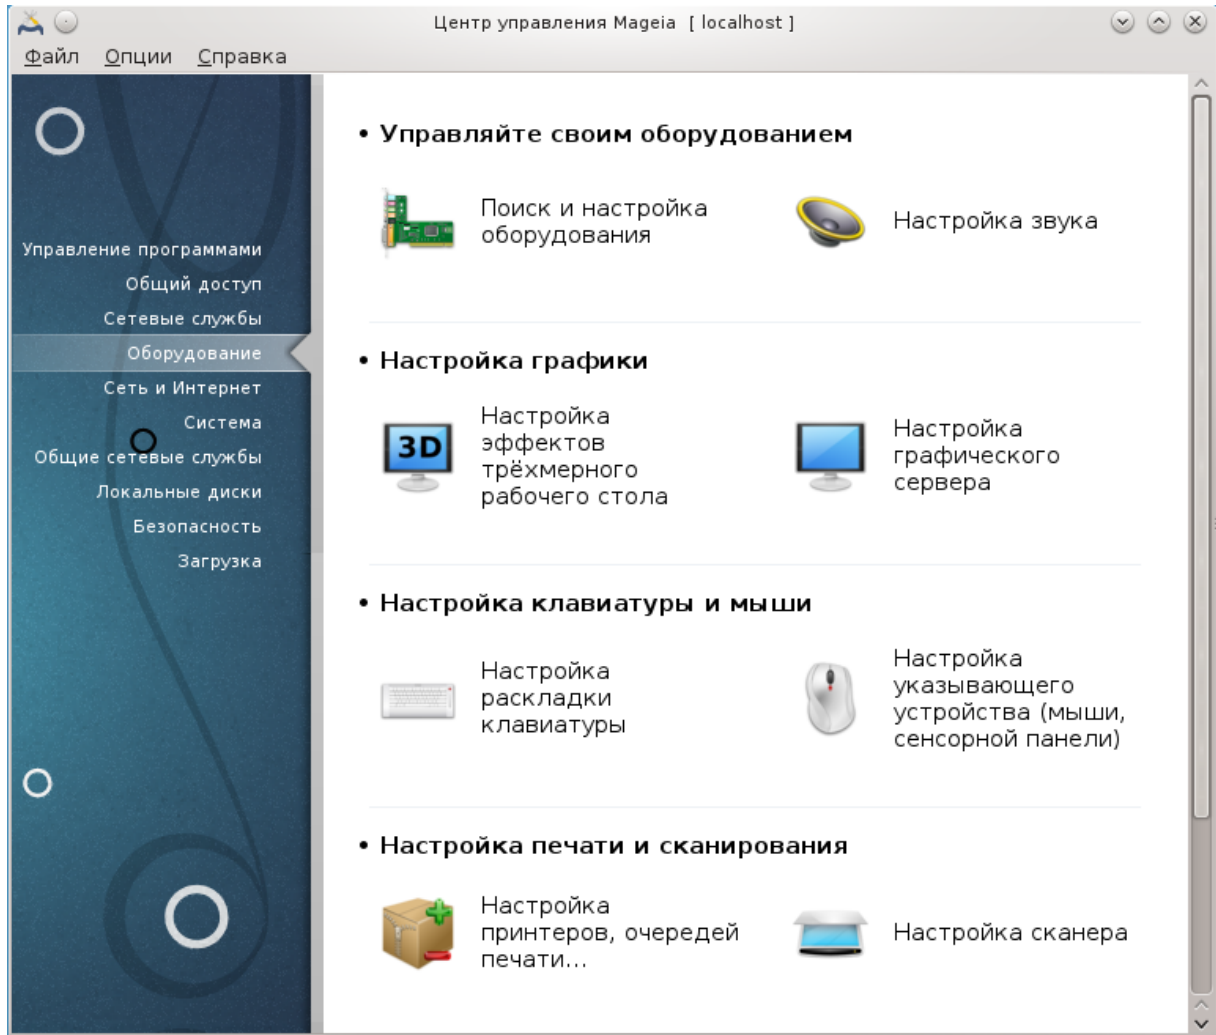 Центр управления Mageia [ localhost ]
Файл Опции Справка
Управление программами
Общий доступ
Сетевые службы
Оборудование
Сеть и Интернет
Система
Общие сетевые службы
Локальные диски
Безопасность
Загрузка
• Управляйте своим оборудованием
Поиск и настройка
оборудования
Настройка звука
• Настройка графики
3D
Настройка
эффектов
трёхмерного
рабочего стола
Настройка
графического
сервера
• Настройка клавиатуры и мыши
Настройка
раскладки
клавиатуры
Настройка
указывающего
устройства (мыши,
сенсорной панели)
• Настройка печати и сканирования
Настройка
принтеров, очередей
печати...
Настройка сканера